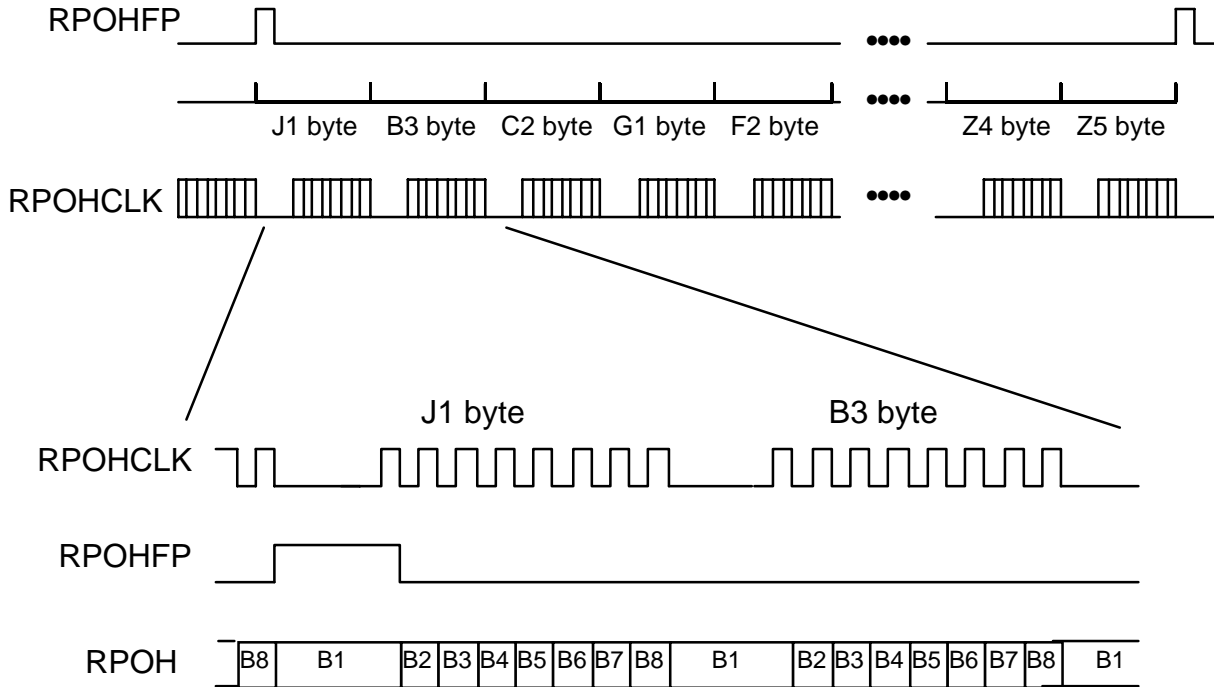 RPOHFP
J1 byte B3 byte C2 byte G1 byte F2 byte Z4 byte Z5 byte
RPOHCLK
J1 byte B3 byte
RPOHCLK
RPOHFP
RPOH B8 B1 B2 B3 B4 B5 B6 B7 B8 B1 B2 B3 B4 B5 B6 B7 B8 B1